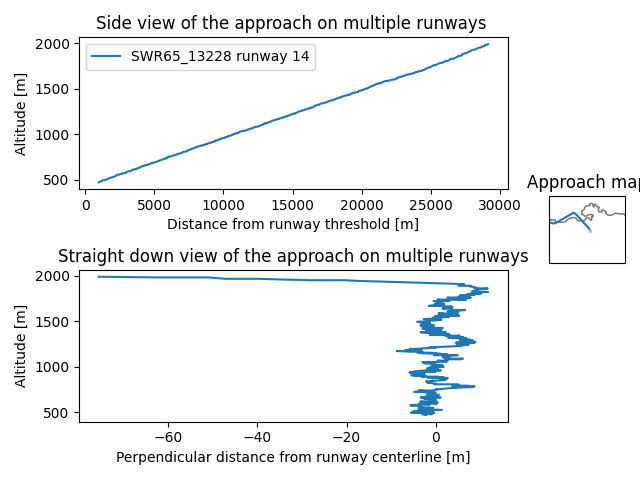 Side view of the approach on multiple runways
2000
1500
1000
500
Altitude [m]
SWR65_13228 runway 14
0 5000 10000 15000 20000 25000 30000
Distance from runway threshold [m]
Approach map
Straight down view of the approach on multiple runways
2000
1500
1000
500
Altitude [m]
−60 −40 −20 0
Perpendicular distance from runway centerline [m]